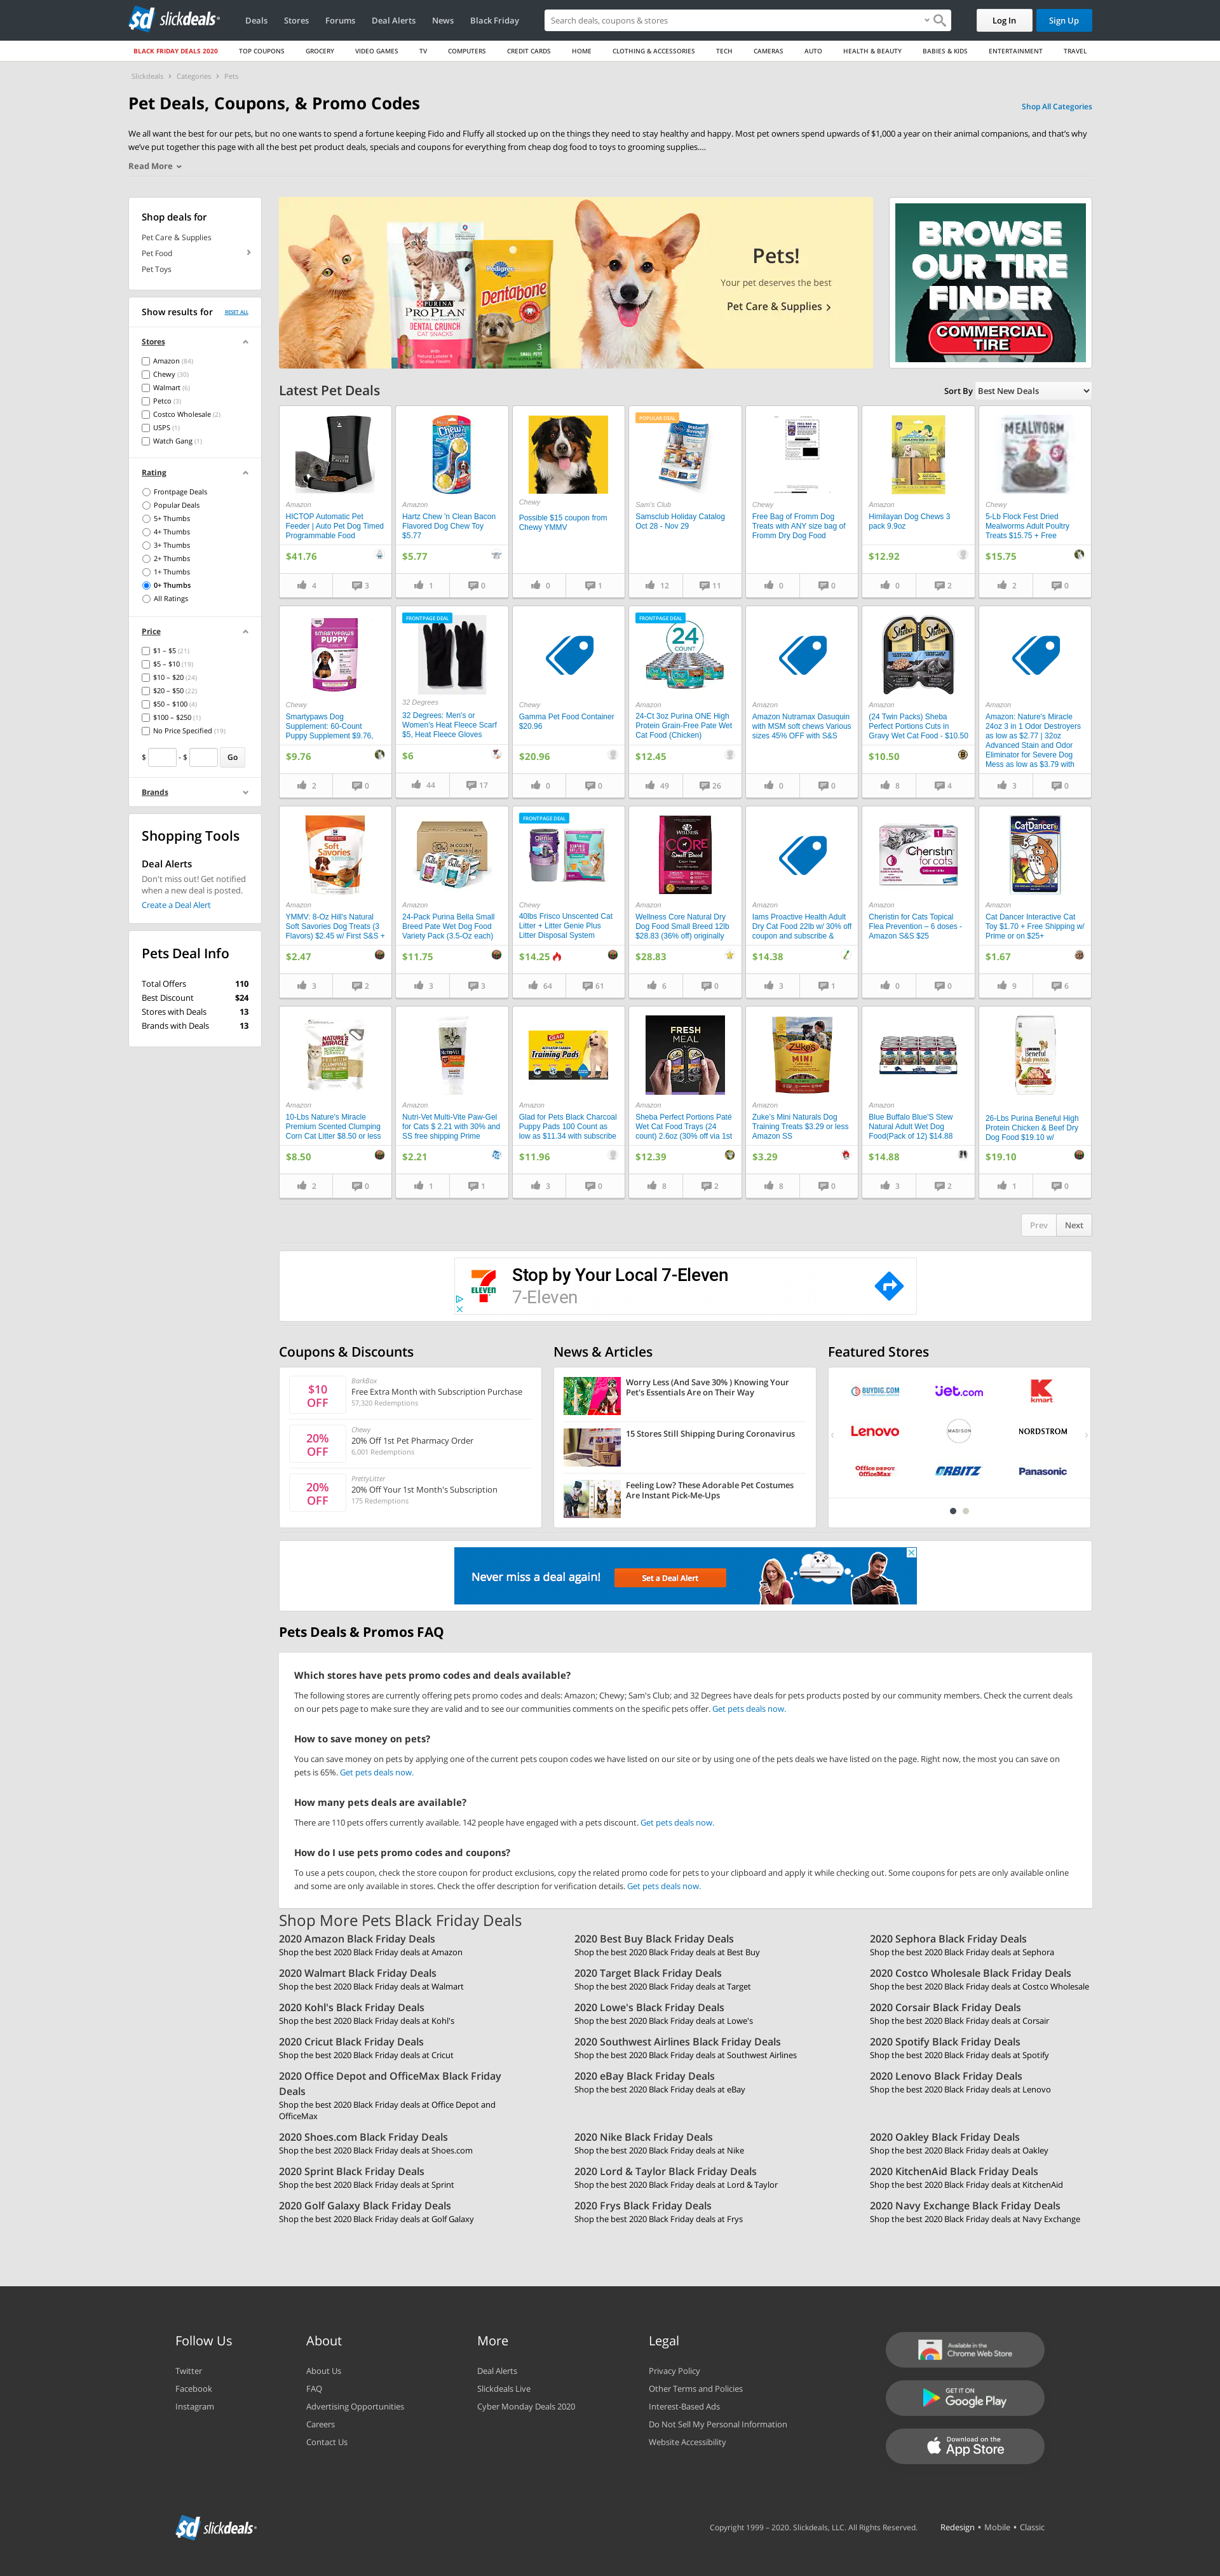 sd slickdeals
Deals Stores Forums Deal Alerts News Black Friday
Search deals, coupons & stores
Log In Sign Up
BLACK FRIDAY DEALS 2020 TOP COUPONS GROCERY VIDEO GAMES TV COMPUTERS CREDIT CARDS HOME CLOTHING & ACCESSORIES TECH CAMERAS AUTO HEALTH & BEAUTY BABIES & KIDS ENTERTAINMENT TRAVEL
Slickdeals › Categories › Pets
Pet Deals, Coupons, & Promo Codes
Shop All Categories
We all want the best for our pets, but no one wants to spend a fortune keeping Fido and Fluffy all stocked up on the things they need to stay healthy and happy. Most pet owners spend upwards of $1,000 a year on their animal companions, and that's why
we've put together this page with all the best pet product deals, specials and coupons for everything from cheap dog food to toys to grooming supplies....
Read More
Shop deals for
Pet Care & Supplies
Pet Food
Pet Toys
Show results for RESET ALL
Stores
Amazon (84)
Chewy (30)
Walmart (6)
Petco (3)
Costco Wholesale (2)
USPS (1)
Watch Gang (1)
Rating
Frontpage Deals
Popular Deals
5+ Thumbs
4+ Thumbs
3+ Thumbs
2+ Thumbs
1+ Thumbs
0+ Thumbs
All Ratings
Price
$1 – $5 (21)
$5 – $10 (19)
$10 – $20 (24)
$20 – $50 (22)
$50 – $100 (4)
$100 – $250 (1)
No Price Specified (19)
$ - $ Go
Brands
Shopping Tools
Deal Alerts
Don't miss out! Get notified
when a new deal is posted.
Create a Deal Alert
Pets Deal Info
Total Offers 110
Best Discount $24
Stores with Deals 13
Brands with Deals 13
PURINA
PRO PLAN
DENTAL CRUNCH
CAT SNACKS
Pedigree
Dentabone
Pets!
Your pet deserves the best
Pet Care & Supplies
BROWSE
OUR TIRE
FINDER
COMMERCIAL
TIRE
Latest Pet Deals
Sort By Best New Deals
Amazon
HICTOP Automatic Pet
Feeder | Auto Pet Dog Timed
Programmable Food
$41.76
4 3
Amazon
Hartz Chew 'n Clean Bacon
Flavored Dog Chew Toy
$5.77
$5.77
1 0
Chewy
Possible $15 coupon from
Chewy YMMV
0 1
POPULAR DEAL
Sam's Club
Samsclub Holiday Catalog
Oct 28 - Nov 29
12 11
Chewy
Free Bag of Fromm Dog
Treats with ANY size bag of
Fromm Dry Dog Food
0 0
Amazon
Himilayan Dog Chews 3
pack 9.9oz
$12.92
0 2
MEALWORM
Chewy
5-Lb Flock Fest Dried
Mealworms Adult Poultry
Treats $15.75 + Free
$15.75
2 0
SMARTYPAWS
PUPPY
Chewy
Smartypaws Dog
Supplement: 60-Count
Puppy Supplement $9.76,
$9.76
2 0
FRONTPAGE DEAL
32 Degrees
32 Degrees: Men's or
Women's Heat Fleece Scarf
$5, Heat Fleece Gloves
$6
44 17
Chewy
Gamma Pet Food Container
$20.96
$20.96
0 0
FRONTPAGE DEAL
24
COUNT
Amazon
24-Ct 3oz Purina ONE High
Protein Grain-Free Pate Wet
Cat Food (Chicken)
$12.45
49 26
Amazon
Amazon Nutramax Dasuquin
with MSM soft chews Various
sizes 45% OFF with S&S
0 0
Sheba
Amazon
(24 Twin Packs) Sheba
Perfect Portions Cuts in
Gravy Wet Cat Food - $10.50
$10.50
8 4
Amazon
Amazon: Nature's Miracle
24oz 3 in 1 Odor Destroyers
as low as $2.77 | 32oz
Advanced Stain and Odor
Eliminator for Severe Dog
Mess as low as $3.79 with
3 0
Soft
Savories
Amazon
YMMV: 8-Oz Hill's Natural
Soft Savories Dog Treats (3
Flavors) $2.45 w/ First S&S +
$2.47
3 2
Amazon
24-Pack Purina Bella Small
Breed Pate Wet Dog Food
Variety Pack (3.5-Oz each)
$11.75
3 3
FRONTPAGE DEAL
Chewy
40lbs Frisco Unscented Cat
Litter + Litter Genie Plus
Litter Disposal System
$14.25
64 61
WELLNESS
CORE
Small Breed
Amazon
Wellness Core Natural Dry
Dog Food Small Breed 12lb
$28.83 (36% off) originally
$28.83
6 0
Amazon
Iams Proactive Health Adult
Dry Cat Food 22lb w/ 30% off
coupon and subscribe &
$14.38
3 1
Cheristin
for cats
Amazon
Cheristin for Cats Topical
Flea Prevention – 6 doses -
Amazon S&S $25
0 0
CatDancer
Amazon
Cat Dancer Interactive Cat
Toy $1.70 + Free Shipping w/
Prime or on $25+
$1.67
9 6
Amazon
10-Lbs Nature's Miracle
Premium Scented Clumping
Corn Cat Litter $8.50 or less
$8.50
2 0
Amazon
Nutri-Vet Multi-Vite Paw-Gel
for Cats $ 2.21 with 30% and
SS free shipping Prime
$2.21
1 1
GLAD
Training Pads
Amazon
Glad for Pets Black Charcoal
Puppy Pads 100 Count as
low as $11.34 with subscribe
$11.96
3 0
FRESH
MEAL
Amazon
Sheba Perfect Portions Paté
Wet Cat Food Trays (24
count) 2.6oz (30% off via 1st
$12.39
8 2
Zuke's
MINI
Amazon
Zuke's Mini Naturals Dog
Training Treats $3.29 or less
Amazon SS
$3.29
8 0
Amazon
Blue Buffalo Blue'S Stew
Natural Adult Wet Dog
Food(Pack of 12) $14.88
$14.88
3 2
Beneful
26-Lbs Purina Beneful High
Protein Chicken & Beef Dry
Dog Food $19.10 w/
$19.10
1 0
Prev Next
7 ELEVEN
Stop by Your Local 7-Eleven
7-Eleven
Coupons & Discounts
$10
OFF
BarkBox
Free Extra Month with Subscription Purchase
57,320 Redemptions
20%
OFF
Chewy
20% Off 1st Pet Pharmacy Order
6,001 Redemptions
20%
OFF
PrettyLitter
20% Off Your 1st Month's Subscription
175 Redemptions
News & Articles
Worry Less (And Save 30% ) Knowing Your
Pet's Essentials Are on Their Way
15 Stores Still Shipping During Coronavirus
Feeling Low? These Adorable Pet Costumes
Are Instant Pick-Me-Ups
Featured Stores
BUYDIG.COM jet.com K kmart
Lenovo MADISON NORDSTROM
Office DEPOT
OfficeMax ORBITZ Panasonic
Never miss a deal again! Set a Deal Alert
Pets Deals & Promos FAQ
Which stores have pets promo codes and deals available?
The following stores are currently offering pets promo codes and deals: Amazon; Chewy; Sam's Club; and 32 Degrees have deals for pets products posted by our community members. Check the current deals
on our pets page to make sure they are valid and to see our communities comments on the specific pets offer. Get pets deals now.
How to save money on pets?
You can save money on pets by applying one of the current pets coupon codes we have listed on our site or by using one of the pets deals we have listed on the page. Right now, the most you can save on
pets is 65%. Get pets deals now.
How many pets deals are available?
There are 110 pets offers currently available. 142 people have engaged with a pets discount. Get pets deals now.
How do I use pets promo codes and coupons?
To use a pets coupon, check the store coupon for product exclusions, copy the related promo code for pets to your clipboard and apply it while checking out. Some coupons for pets are only available online
and some are only available in stores. Check the offer description for verification details. Get pets deals now.
Shop More Pets Black Friday Deals
2020 Amazon Black Friday Deals
Shop the best 2020 Black Friday deals at Amazon
2020 Best Buy Black Friday Deals
Shop the best 2020 Black Friday deals at Best Buy
2020 Sephora Black Friday Deals
Shop the best 2020 Black Friday deals at Sephora
2020 Walmart Black Friday Deals
Shop the best 2020 Black Friday deals at Walmart
2020 Target Black Friday Deals
Shop the best 2020 Black Friday deals at Target
2020 Costco Wholesale Black Friday Deals
Shop the best 2020 Black Friday deals at Costco Wholesale
2020 Kohl's Black Friday Deals
Shop the best 2020 Black Friday deals at Kohl's
2020 Lowe's Black Friday Deals
Shop the best 2020 Black Friday deals at Lowe's
2020 Corsair Black Friday Deals
Shop the best 2020 Black Friday deals at Corsair
2020 Cricut Black Friday Deals
Shop the best 2020 Black Friday deals at Cricut
2020 Southwest Airlines Black Friday Deals
Shop the best 2020 Black Friday deals at Southwest Airlines
2020 Spotify Black Friday Deals
Shop the best 2020 Black Friday deals at Spotify
2020 Office Depot and OfficeMax Black Friday
Deals
Shop the best 2020 Black Friday deals at Office Depot and
OfficeMax
2020 eBay Black Friday Deals
Shop the best 2020 Black Friday deals at eBay
2020 Lenovo Black Friday Deals
Shop the best 2020 Black Friday deals at Lenovo
2020 Shoes.com Black Friday Deals
Shop the best 2020 Black Friday deals at Shoes.com
2020 Nike Black Friday Deals
Shop the best 2020 Black Friday deals at Nike
2020 Oakley Black Friday Deals
Shop the best 2020 Black Friday deals at Oakley
2020 Sprint Black Friday Deals
Shop the best 2020 Black Friday deals at Sprint
2020 Lord & Taylor Black Friday Deals
Shop the best 2020 Black Friday deals at Lord & Taylor
2020 KitchenAid Black Friday Deals
Shop the best 2020 Black Friday deals at KitchenAid
2020 Golf Galaxy Black Friday Deals
Shop the best 2020 Black Friday deals at Golf Galaxy
2020 Frys Black Friday Deals
Shop the best 2020 Black Friday deals at Frys
2020 Navy Exchange Black Friday Deals
Shop the best 2020 Black Friday deals at Navy Exchange
Follow Us
Twitter
Facebook
Instagram
About
About Us
FAQ
Advertising Opportunities
Careers
Contact Us
More
Deal Alerts
Slickdeals Live
Cyber Monday Deals 2020
Legal
Privacy Policy
Other Terms and Policies
Interest-Based Ads
Do Not Sell My Personal Information
Website Accessibility
Available in the
Chrome Web Store
GET IT ON
Google Play
Download on the
App Store
sd slickdeals
Copyright 1999 – 2020. Slickdeals, LLC. All Rights Reserved. Redesign • Mobile • Classic